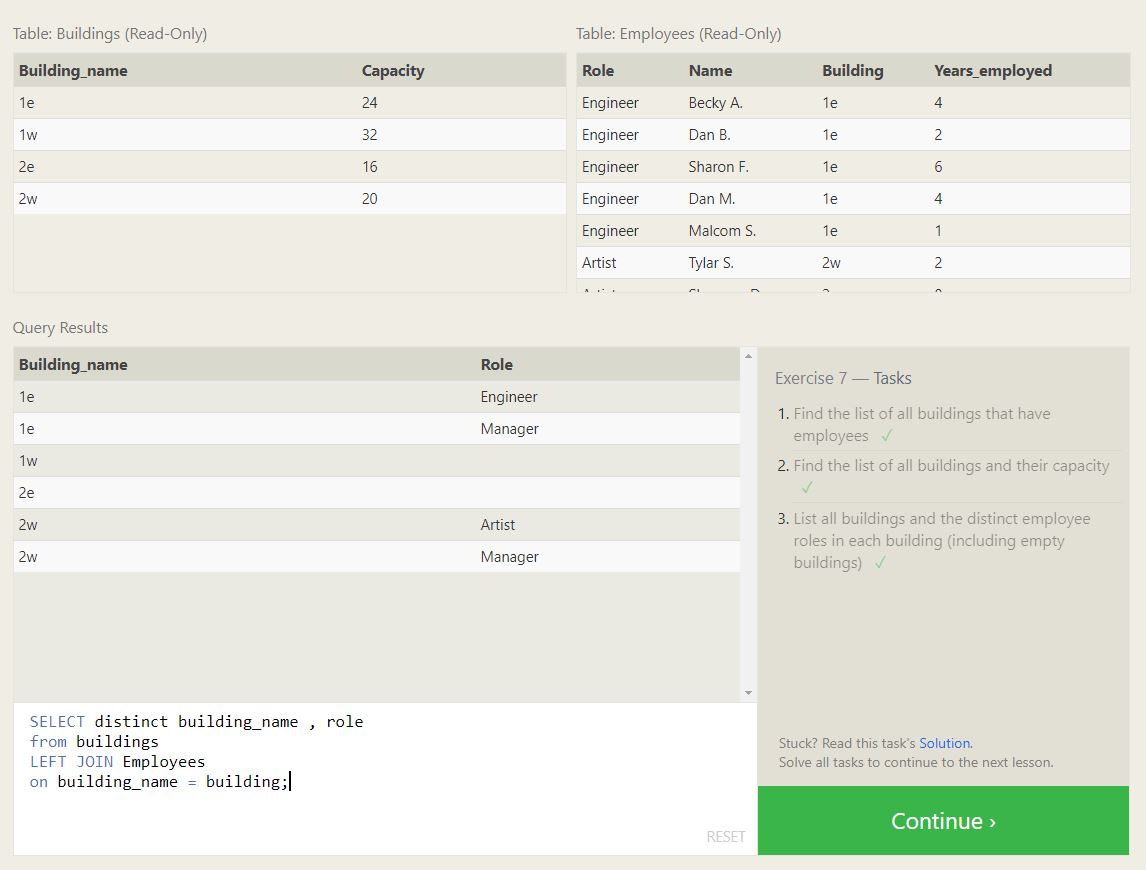 Table: Buildings (Read-Only)
Building_name Capacity
1e 24
1w 32
2e 16
2w 20
Table: Employees (Read-Only)
Role Name Building Years_employed
Engineer Becky A. 1e 4
Engineer Dan B. 1e 2
Engineer Sharon F. 1e 6
Engineer Dan M. 1e 4
Engineer Malcom S. 1e 1
Artist Tylar S. 2w 2
Query Results
Building_name Role
1e Engineer
1e Manager
1w
2e
2w Artist
2w Manager
SELECT distinct building_name , role
from buildings
LEFT JOIN Employees
on building_name = building;
RESET
Exercise 7 — Tasks
1. Find the list of all buildings that have
employees ✓
2. Find the list of all buildings and their capacity
✓
3. List all buildings and the distinct employee
roles in each building (including empty
buildings) ✓
Stuck? Read this task's Solution.
Solve all tasks to continue to the next lesson.
Continue ›